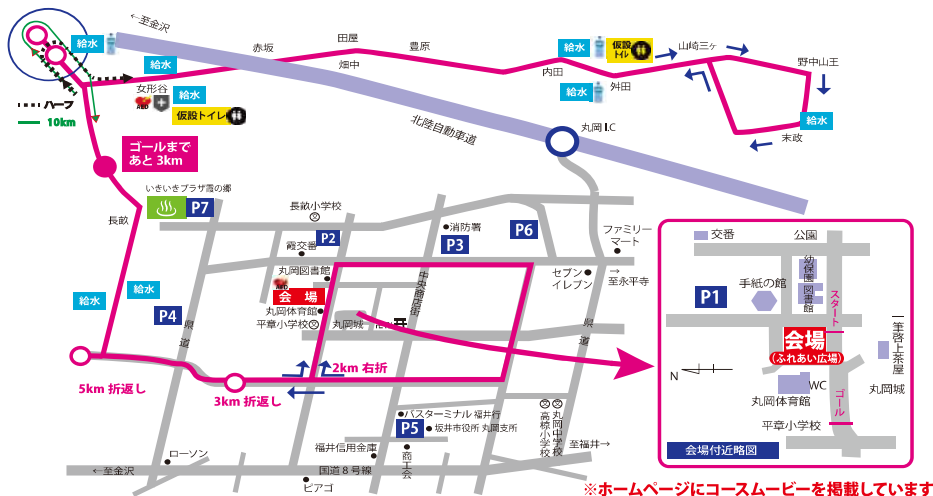 ←至金沢
給水
給水
赤坂
田屋
畑中
豊原
内田
給水
仮設
トイレ
山崎三ヶ
野中山王
舛田
給水
給水
末政
女形谷
AED
給水
仮設トイレ
ハーフ
10km
北陸自動車道
丸岡I.C
ゴールまで
あと 3km
いきいきプラザ霞の郷
P7
長畝
長畝小学校
P2
霞交番
消防署
P3
P6
ファミリー
マート
丸岡図書館
AED
会 場
丸岡体育館
平章小学校
丸岡城
中央商店街
セブン
イレブン
→
至永平寺
給水
給水
P4
県道
県道
5km 折返し
3km 折返し
2km 右折
バスターミナル 福井行
P5
坂井市役所 丸岡支所
福井信用金庫
商工会
高椋小学校
丸岡中学校
至福井→
ローソン
←至金沢
国道8号線
ピアゴ
交番
公園
幼保園
図書館
手紙の館
P1
スタート
会場
(ふれあい広場)
一筆啓上茶屋
N
WC
丸岡体育館
丸岡城
ゴール
平章小学校
会場付近略図
※ホームページにコースムービーを掲載しています